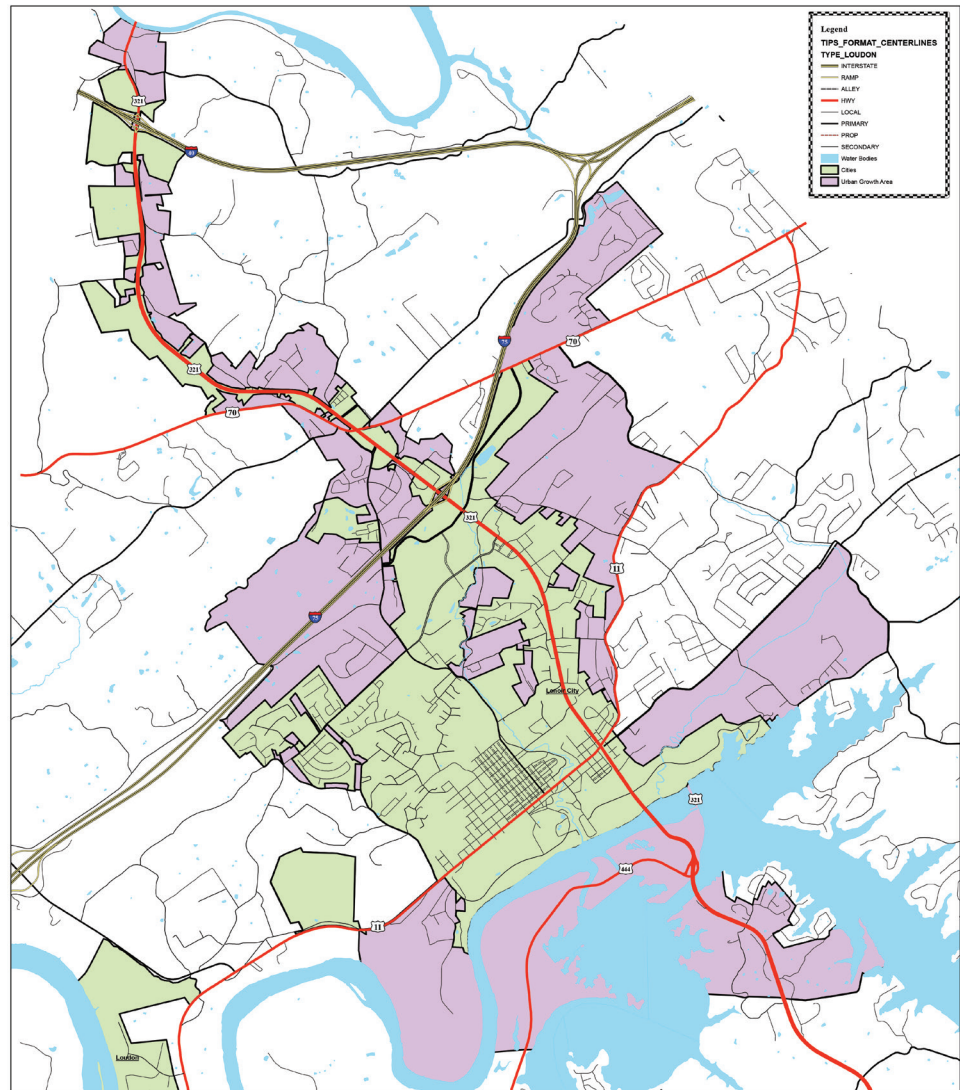 Legend
TIPS_FORMAT_CENTERLINES
TYPE_LOUDON
INTERSTATE
RAMP
ALLEY
HWY
LOCAL
PRIMARY
PROP
SECONDARY
Water Bodies
Cities
Urban Growth Area
321
75
70
321
70
321
11
75
Lenoir City
321
444
11
Loudon